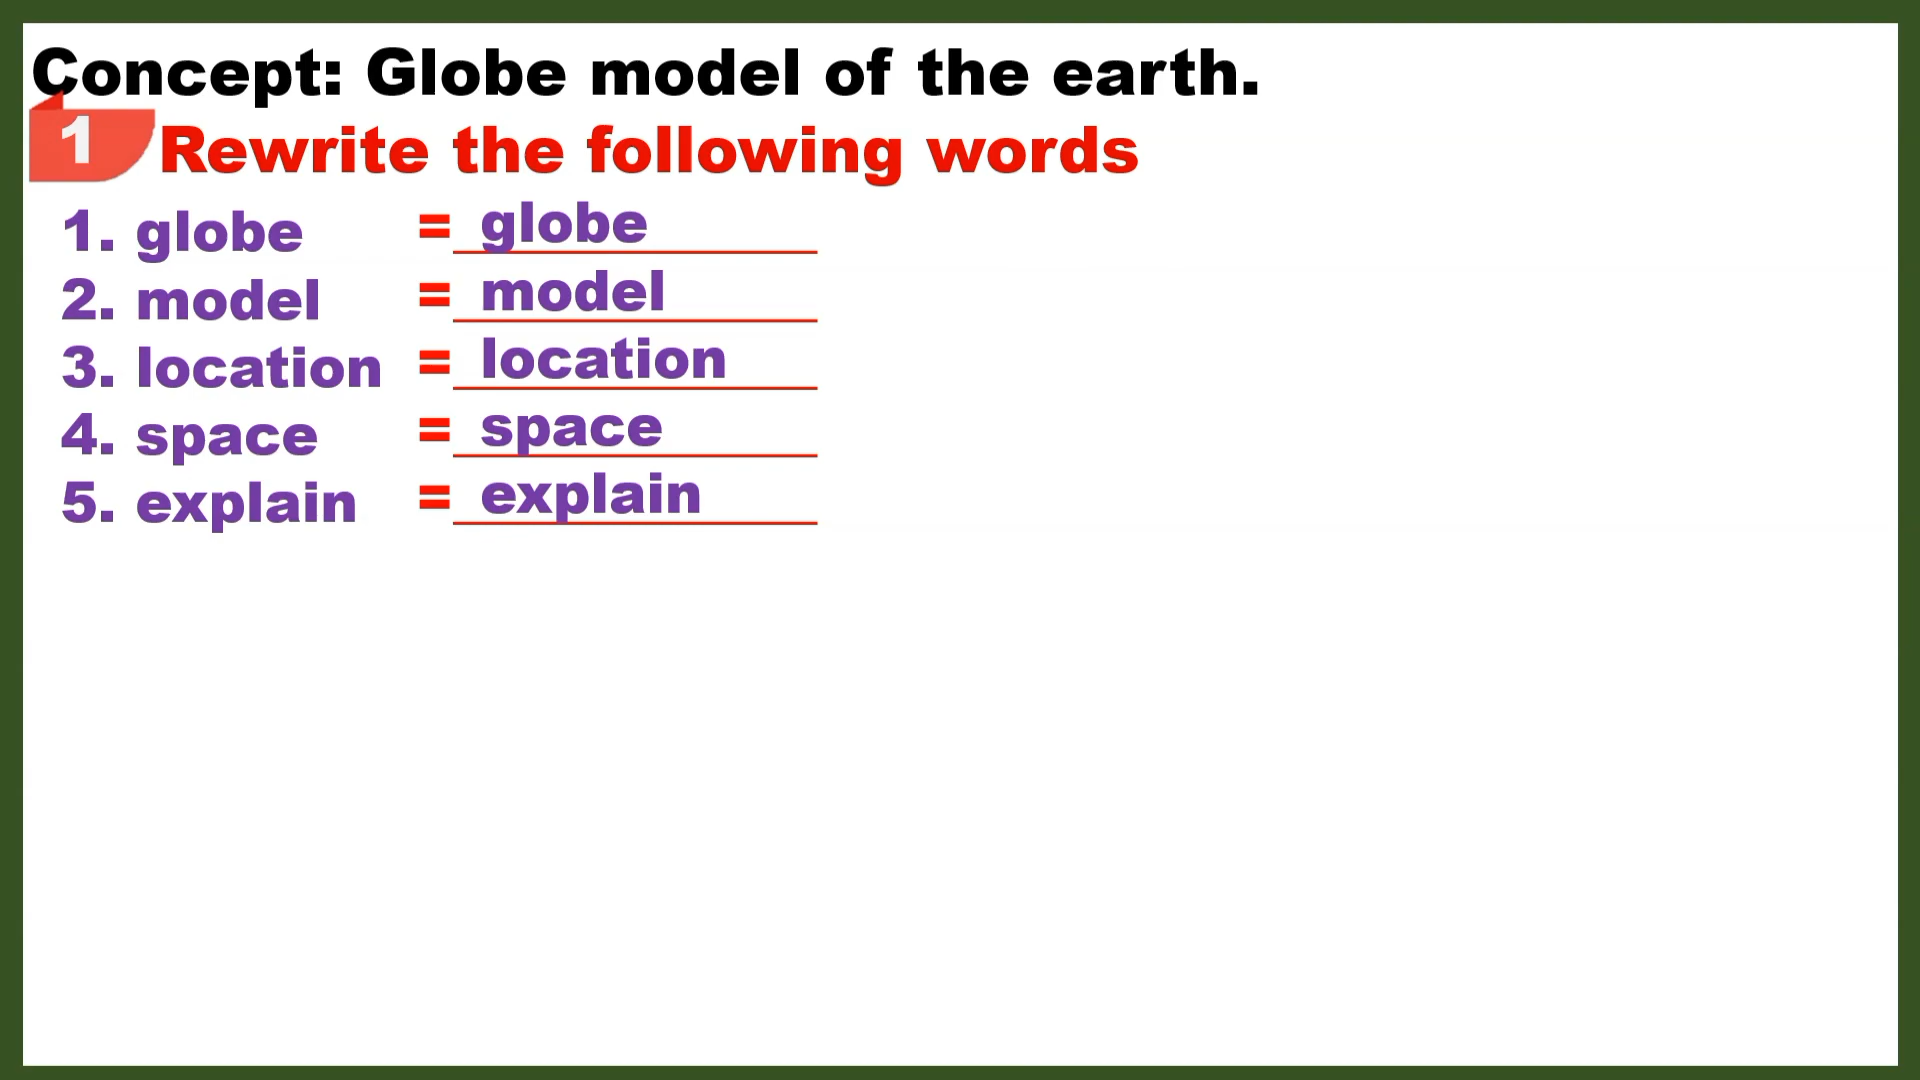 Concept: Globe model of the earth.
1 Rewrite the following words
1. globe = globe
2. model = model
3. location = location
4. space = space
5. explain = explain